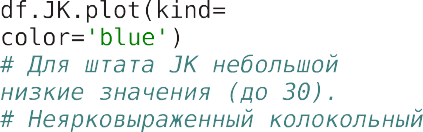 df.JK.plot(kind=
color='blue')
# Для штата JK небольшой
низкие значения (до 30).
# Неярковыраженный колокольный